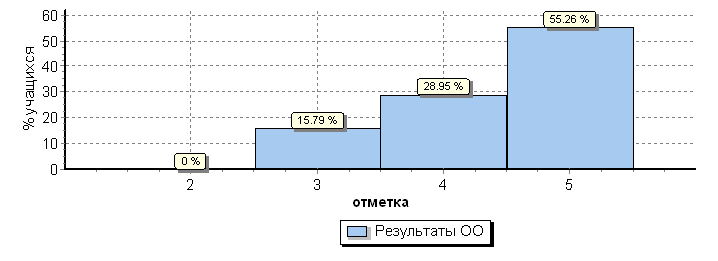 % учащихся
60
50
40
30
20
10
0
0 %
15.79 %
28.95 %
55.26 %
2 3 4 5
отметка
Результаты ОО